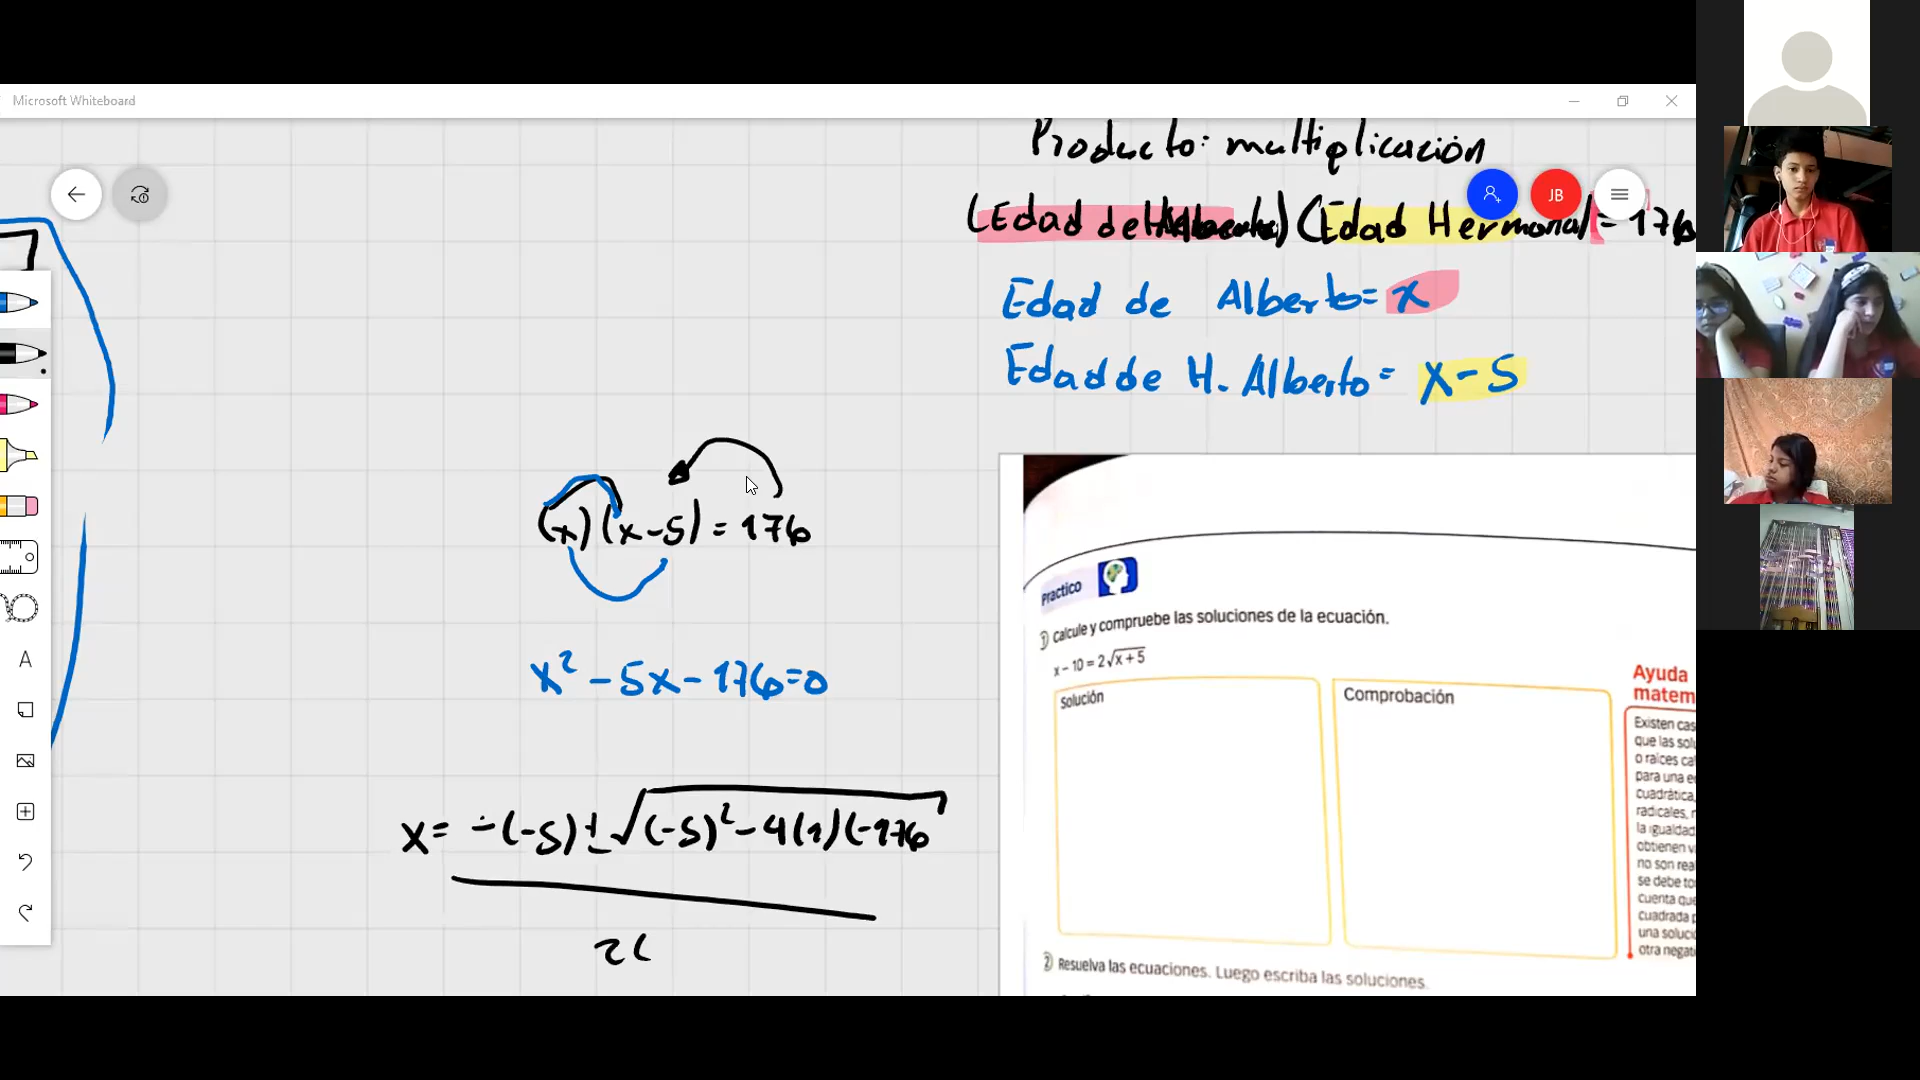 Microsoft Whiteboard
Producto: multiplicación
(Edad de ) (Edad Hermana) = 176
JB
Edad de Alberto = x
Edad de H. Alberto = x - 5
(x) (x - 5) = 176
x² - 5x - 176 = 0
x = -(-5) ± √(-5)² - 4(1)(-176
2(
Practico
① Calcule y compruebe las soluciones de la ecuación.
x - 10 = 2√x + 5
Solución
Comprobación
Ayuda
matem
Existen cas
que las solu
o raíces ca
para una e
cuadrática,
radicales, n
la igualdad
obtienen v
no son rea
se debe to
cuenta que
cuadrada p
una soluci
otra negati
② Resuelva las ecuaciones. Luego escriba las soluciones.
A